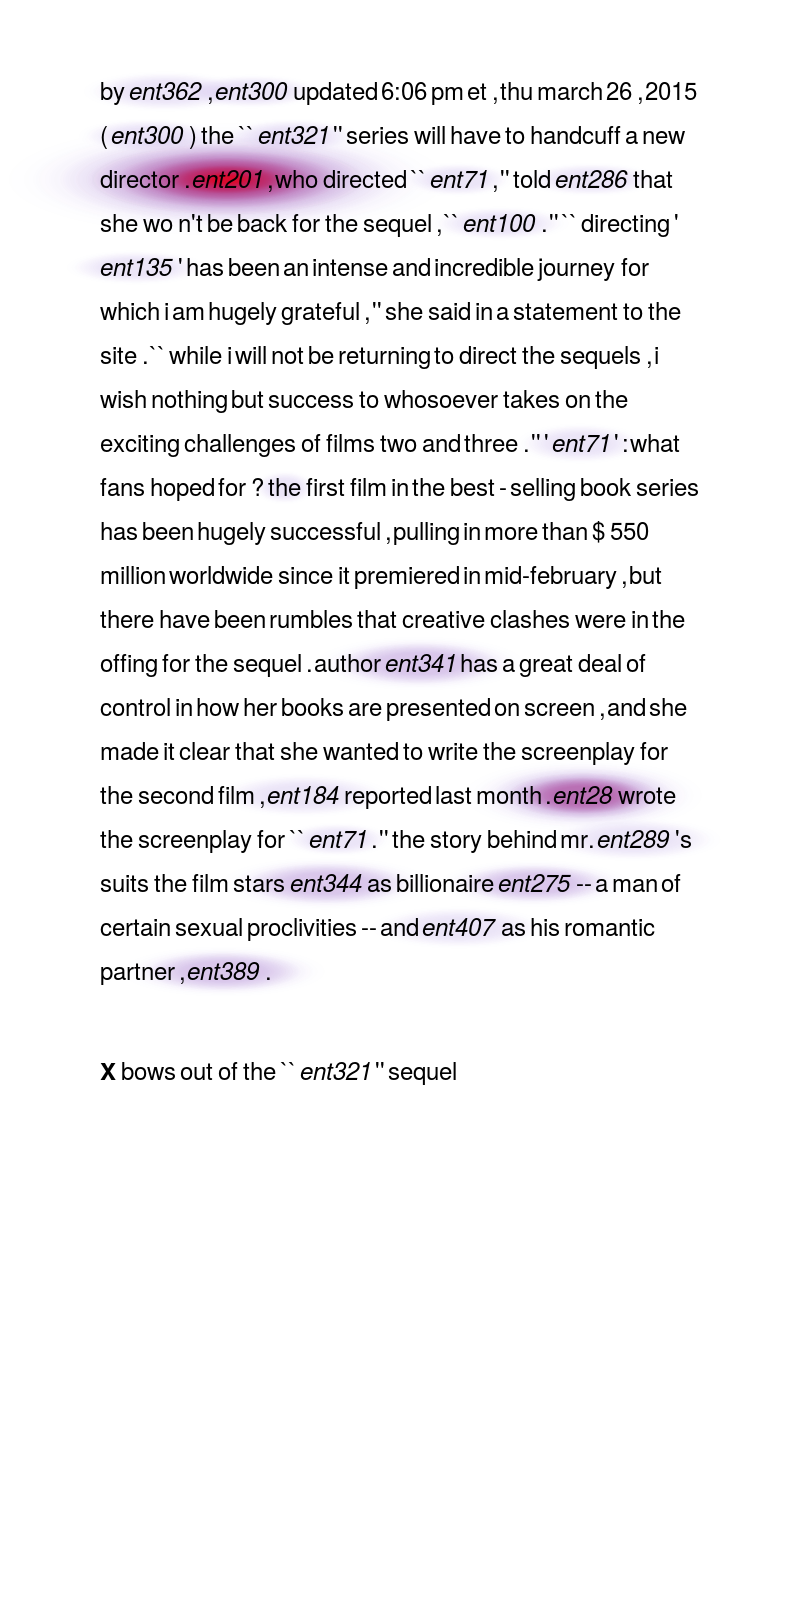 by ent362 , ent300 updated 6:06 pm et , thu march 26 , 2015
( ent300 ) the `` ent321 '' series will have to handcuff a new
director . ent201 , who directed `` ent71 , '' told ent286 that
she wo n't be back for the sequel , `` ent100 . '' `` directing '
ent135 ' has been an intense and incredible journey for
which i am hugely grateful , '' she said in a statement to the
site . `` while i will not be returning to direct the sequels , i
wish nothing but success to whosoever takes on the
exciting challenges of films two and three . '' ' ent71 ' : what
fans hoped for ? the first film in the best - selling book series
has been hugely successful , pulling in more than $ 550
million worldwide since it premiered in mid-february , but
there have been rumbles that creative clashes were in the
offing for the sequel . author ent341 has a great deal of
control in how her books are presented on screen , and she
made it clear that she wanted to write the screenplay for
the second film , ent184 reported last month . ent28 wrote
the screenplay for `` ent71 . '' the story behind mr. ent289 's
suits the film stars ent344 as billionaire ent275 -- a man of
certain sexual proclivities -- and ent407 as his romantic
partner , ent389 .
X bows out of the `` ent321 '' sequel